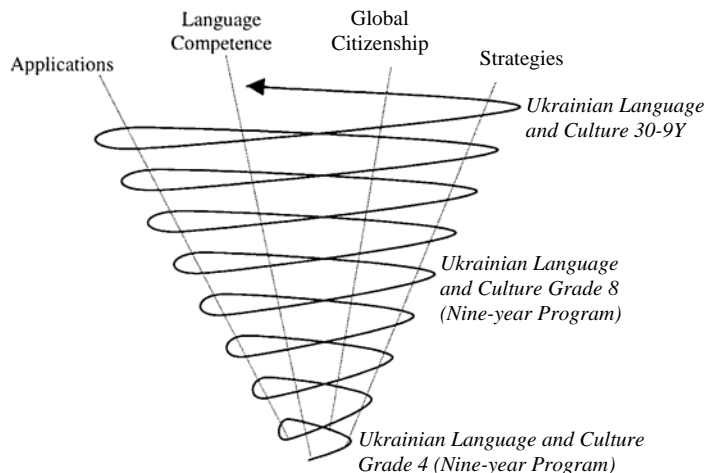 Applications
Language
Competence
Global
Citizenship
Strategies
Ukrainian Language
and Culture 30-9Y
Ukrainian Language
and Culture Grade 8
(Nine-year Program)
Ukrainian Language and Culture
Grade 4 (Nine-year Program)